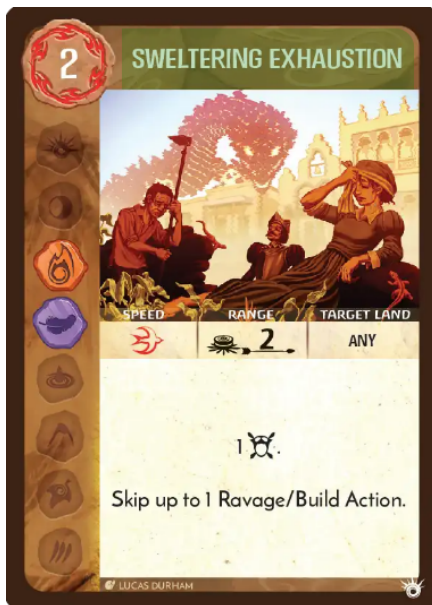 2 SWELTERING EXHAUSTION
SPEED RANGE TARGET LAND
2 ANY
1 .
Skip up to 1 Ravage/Build Action.
LUCAS DURHAM